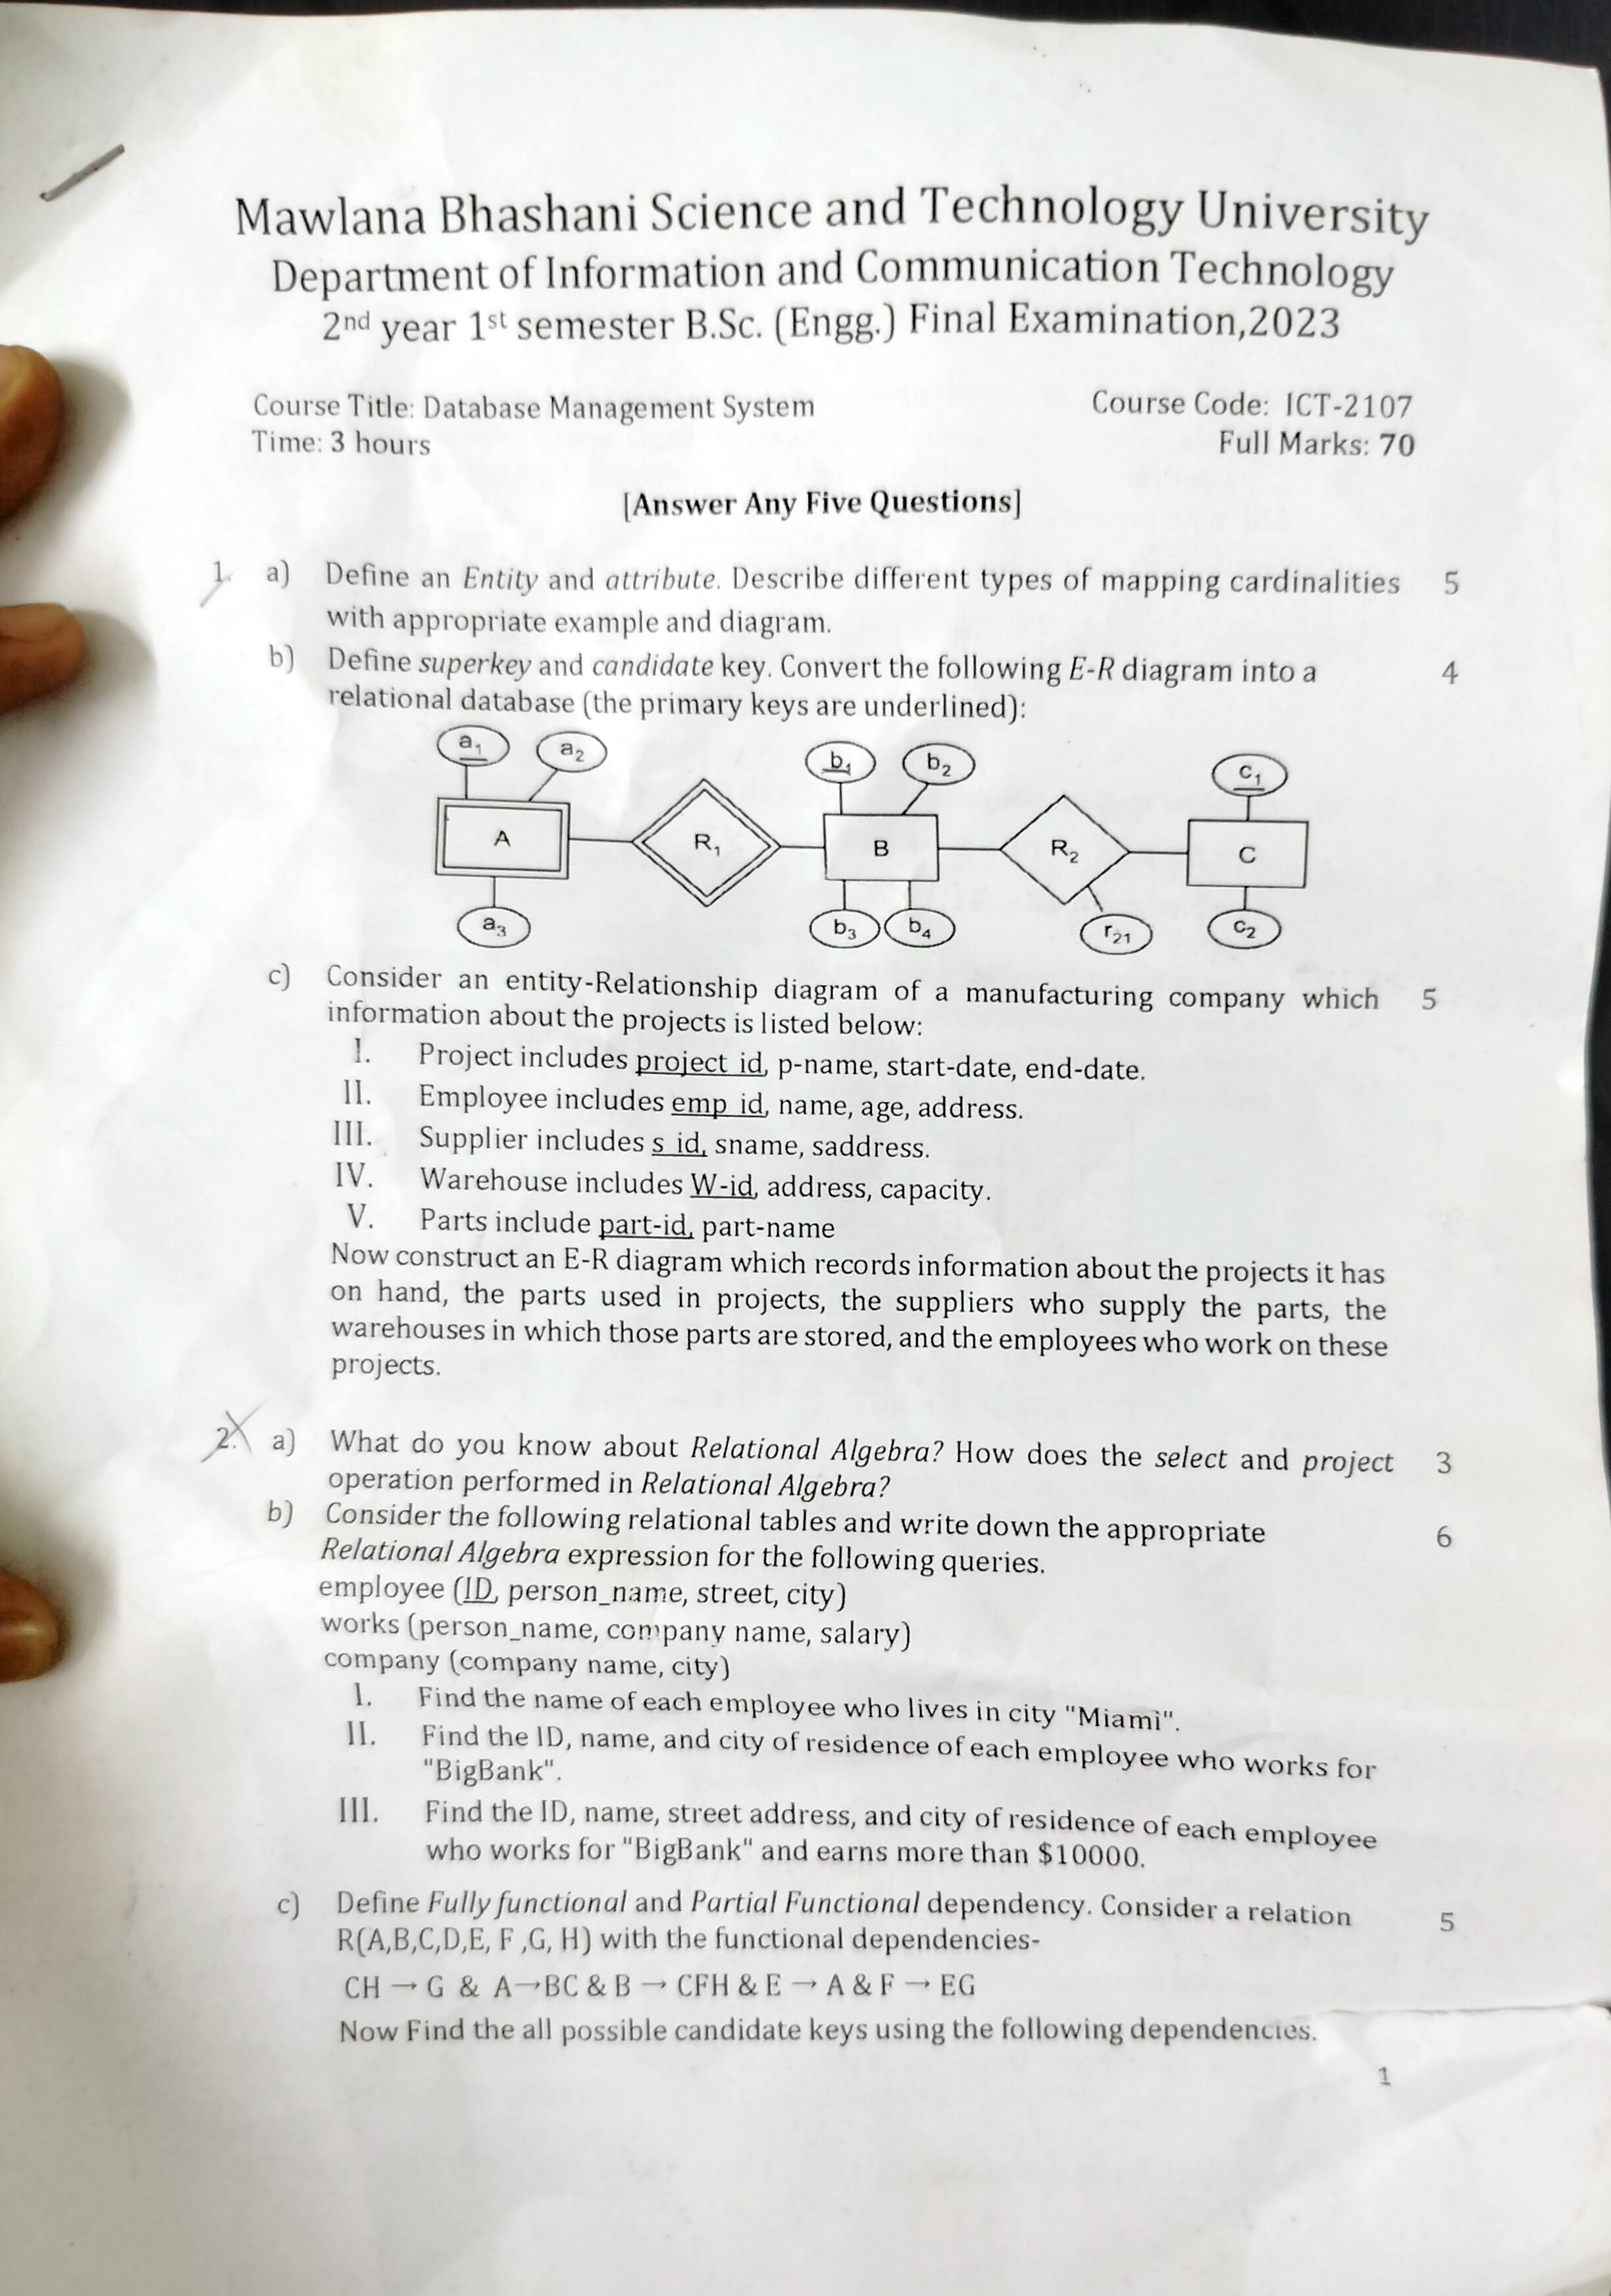 Mawlana Bhashani Science and Technology University
Department of Information and Communication Technology
2nd year 1st semester B.Sc. (Engg.) Final Examination,2023
Course Title: Database Management System Course Code: ICT-2107
Time: 3 hours Full Marks: 70
[Answer Any Five Questions]
1. a) Define an Entity and attribute. Describe different types of mapping cardinalities 5
with appropriate example and diagram.
b) Define superkey and candidate key. Convert the following E-R diagram into a 4
relational database (the primary keys are underlined):
a1 a2 b1 b2 c1
A R1 B R2 C
a3 b3 b4 r21 c2
c) Consider an entity-Relationship diagram of a manufacturing company which 5
information about the projects is listed below:
I. Project includes project id, p-name, start-date, end-date.
II. Employee includes emp id, name, age, address.
III. Supplier includes s id, sname, saddress.
IV. Warehouse includes W-id, address, capacity.
V. Parts include part-id, part-name
Now construct an E-R diagram which records information about the projects it has
on hand, the parts used in projects, the suppliers who supply the parts, the
warehouses in which those parts are stored, and the employees who work on these
projects.
2. a) What do you know about Relational Algebra? How does the select and project 3
operation performed in Relational Algebra?
b) Consider the following relational tables and write down the appropriate 6
Relational Algebra expression for the following queries.
employee (ID, person_name, street, city)
works (person_name, company name, salary)
company (company name, city)
I. Find the name of each employee who lives in city "Miami".
II. Find the ID, name, and city of residence of each employee who works for
"BigBank".
III. Find the ID, name, street address, and city of residence of each employee
who works for "BigBank" and earns more than $10000.
c) Define Fully functional and Partial Functional dependency. Consider a relation 5
R(A,B,C,D,E, F ,G, H) with the functional dependencies-
CH → G & A→BC & B → CFH & E → A & F → EG
Now Find the all possible candidate keys using the following dependencies.
1